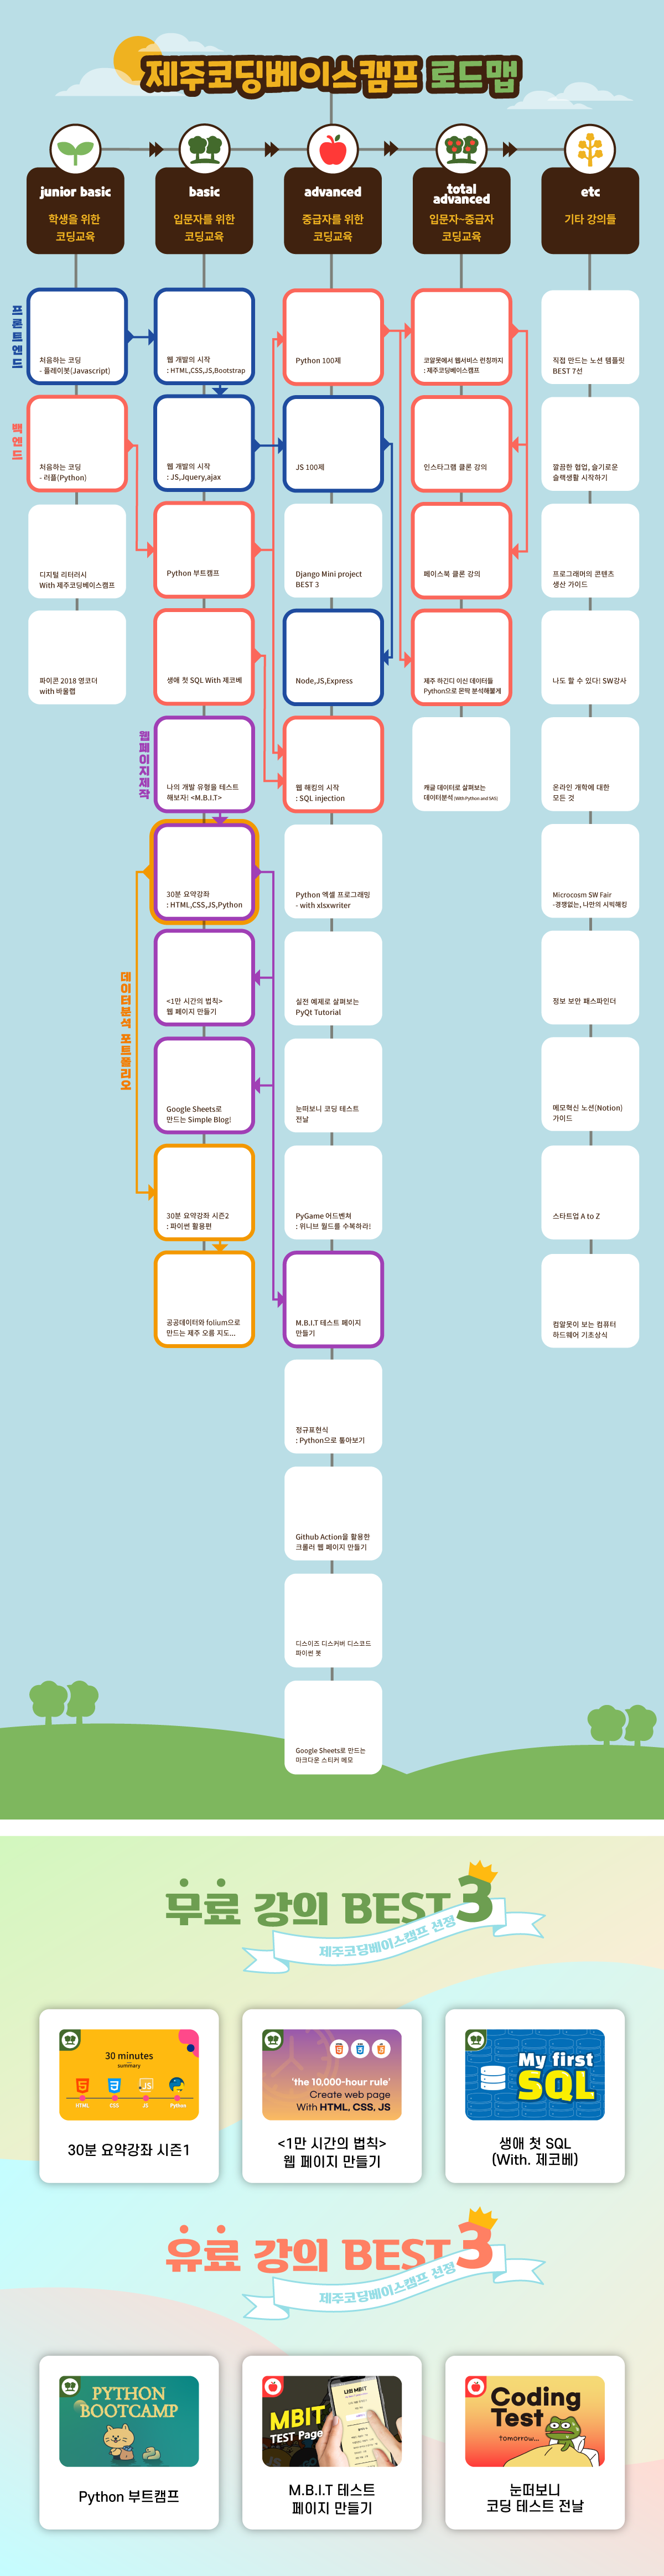 제주코딩베이스캠프 로드맵
junior basic
학생을 위한
코딩교육
basic
입문자를 위한
코딩교육
advanced
중급자를 위한
코딩교육
total
advanced
입문자~중급자
코딩교육
etc
기타 강의들
프론트엔드
백엔드
처음하는 코딩
- 플레이봇(Javascript)
처음하는 코딩
- 러플(Python)
디지털 리터러시
With 제주코딩베이스캠프
파이콘 2018 영코더
with 바울랩
웹 개발의 시작
: HTML,CSS,JS,Bootstrap
웹 개발의 시작
: JS,Jquery,ajax
Python 부트캠프
생애 첫 SQL With 제코베
웹페이지제작
나의 개발 유형을 테스트
해보자! <M.B.I.T>
30분 요약강좌
: HTML,CSS,JS,Python
<1만 시간의 법칙>
웹 페이지 만들기
데이터분석 포트폴리오
Google Sheets로
만드는 Simple Blog!
30분 요약강좌 시즌2
: 파이썬 활용편
공공데이터와 folium으로
만드는 제주 오름 지도...
Python 100제
JS 100제
Django Mini project
BEST 3
Node,JS,Express
웹 해킹의 시작
: SQL injection
Python 엑셀 프로그래밍
- with xlsxwriter
실전 예제로 살펴보는
PyQt Tutorial
눈떠보니 코딩 테스트
전날
PyGame 어드벤쳐
: 위니브 월드를 수복하라!
M.B.I.T 테스트 페이지
만들기
정규표현식
: Python으로 톺아보기
Github Action을 활용한
크롤러 웹 페이지 만들기
디스이즈 디스커버 디스코드
파이썬 봇
Google Sheets로 만드는
마크다운 스티커 메모
코알못에서 웹서비스 런칭까지
: 제주코딩베이스캠프
인스타그램 클론 강의
페이스북 클론 강의
제주 하간디 이신 데이터들
Python으로 몬딱 분석해볼게
캐글 데이터로 살펴보는
데이터분석 (With Python and SAS)
직접 만드는 노션 템플릿
BEST 7선
깔끔한 협업, 슬기로운
슬랙생활 시작하기
프로그래머의 콘텐츠
생산 가이드
나도 할 수 있다! SW강사
온라인 개학에 대한
모든 것
Microcosm SW Fair
-경쟁없는, 나만의 시빅해킹
정보 보안 패스파인더
메모혁신 노션(Notion)
가이드
스타트업 A to Z
컴알못이 보는 컴퓨터
하드웨어 기초상식
무료 강의 BEST 3
제주코딩베이스캠프 선정
30 minutes
summary
HTML CSS JS Python
30분 요약강좌 시즌1
'the 10,000-hour rule'
Create web page
With HTML, CSS, JS
<1만 시간의 법칙>
웹 페이지 만들기
My first
SQL
생애 첫 SQL
(With. 제코베)
유료 강의 BEST 3
제주코딩베이스캠프 선정
PYTHON
BOOTCAMP
Python 부트캠프
나의 MBIT
MBIT
TEST Page
M.B.I.T 테스트
페이지 만들기
Coding
Test
tomorrow...
눈떠보니
코딩 테스트 전날